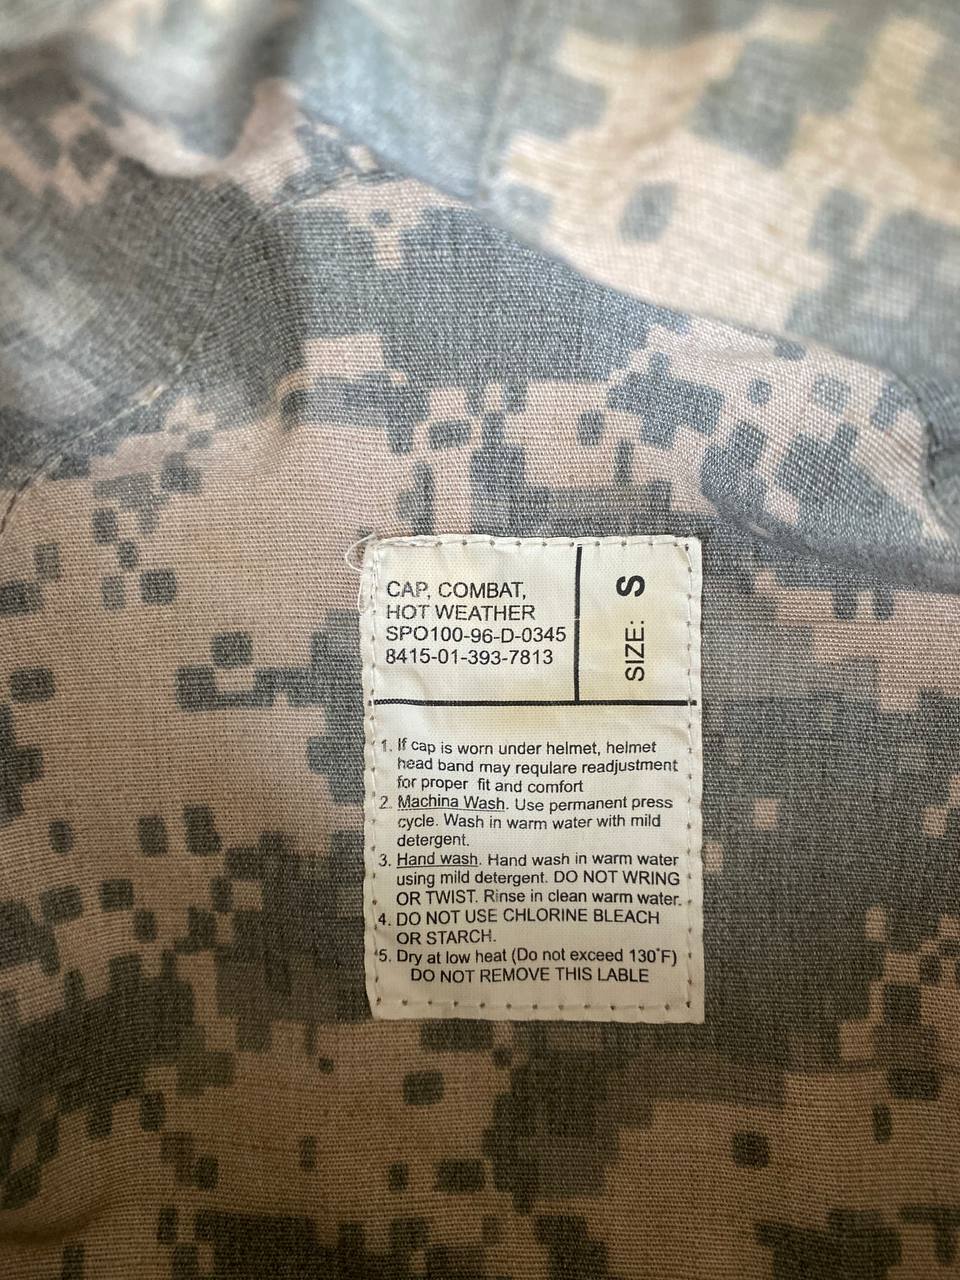 CAP, COMBAT,
HOT WEATHER
SPO100-96-D-0345
8415-01-393-7813
SIZE: S
1. If cap is worn under helmet, helmet
head band may requlare readjustment
for proper fit and comfort
2. Machina Wash. Use permanent press
cycle. Wash in warm water with mild
detergent.
3. Hand wash. Hand wash in warm water
using mild detergent. DO NOT WRING
OR TWIST. Rinse in clean warm water.
4. DO NOT USE CHLORINE BLEACH
OR STARCH.
5. Dry at low heat (Do not exceed 130°F)
DO NOT REMOVE THIS LABLE